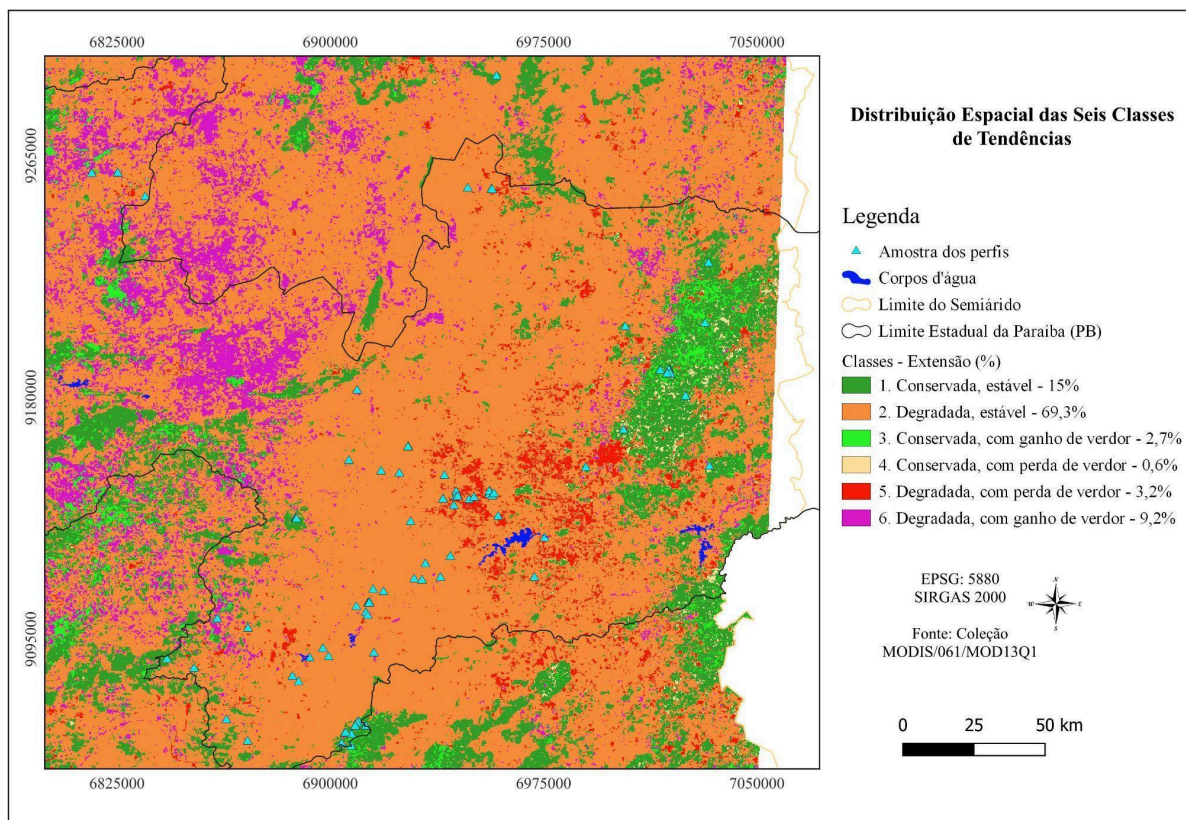 6825000 6900000 6975000 7050000
9265000
9180000
9095000
6825000 6900000 6975000 7050000
Distribuição Espacial das Seis Classes
de Tendências
Legenda
Amostra dos perfis
Corpos d'água
Limite do Semiárido
Limite Estadual da Paraíba (PB)
Classes - Extensão (%)
1. Conservada, estável - 15%
2. Degradada, estável - 69,3%
3. Conservada, com ganho de verdor - 2,7%
4. Conservada, com perda de verdor - 0,6%
5. Degradada, com perda de verdor - 3,2%
6. Degradada, com ganho de verdor - 9,2%
EPSG: 5880
SIRGAS 2000
N
W E
S
Fonte: Coleção
MODIS/061/MOD13Q1
0 25 50 km